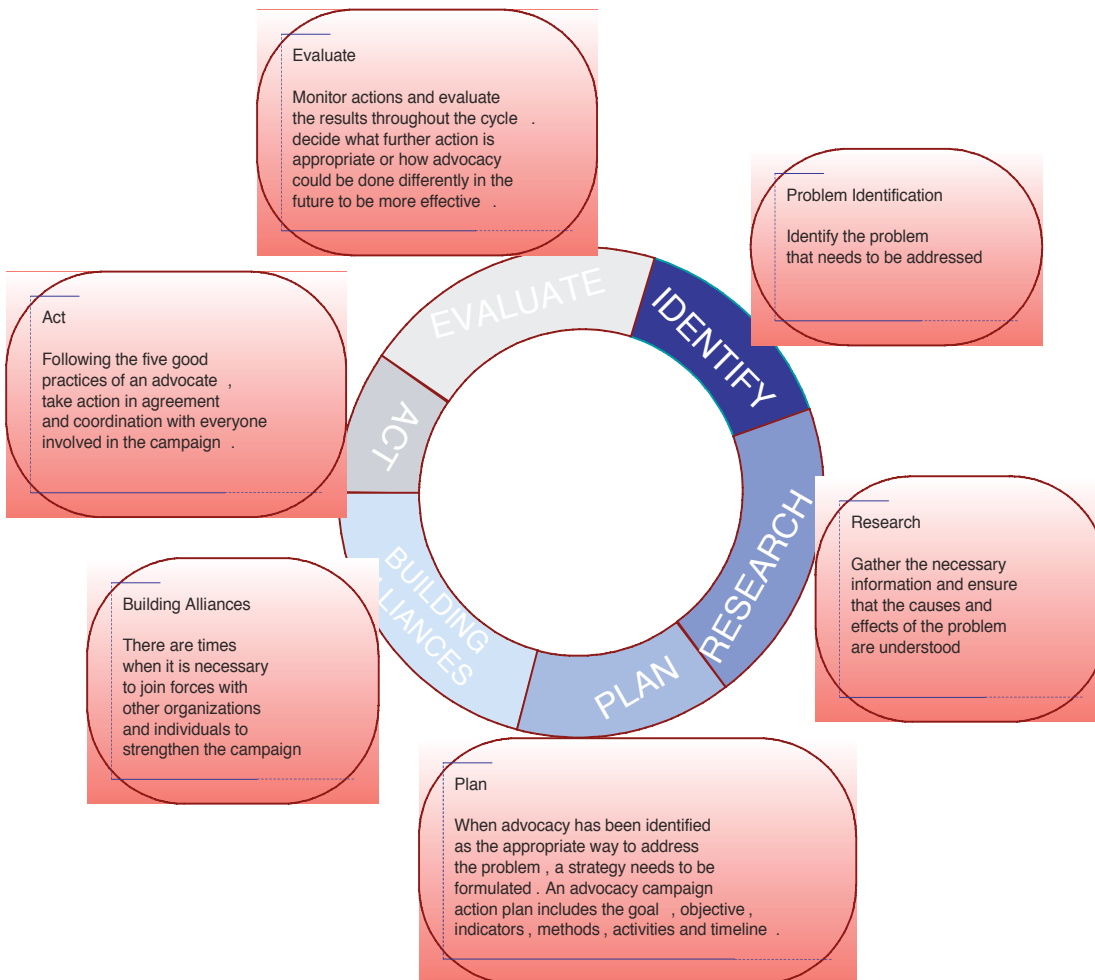 Evaluate
Monitor actions and evaluate
the results throughout the cycle .
decide what further action is
appropriate or how advocacy
could be done differently in the
future to be more effective .
Problem Identification
Identify the problem
that needs to be addressed
Act
Following the five good
practices of an advocate ,
take action in agreement
and coordination with everyone
involved in the campaign .
Research
Gather the necessary
information and ensure
that the causes and
effects of the problem
are understood
Building Alliances
There are times
when it is necessary
to join forces with
other organizations
and individuals to
strengthen the campaign
Plan
When advocacy has been identified
as the appropriate way to address
the problem , a strategy needs to be
formulated . An advocacy campaign
action plan includes the goal , objective ,
indicators , methods , activities and timeline .
EVALUATE
IDENTIFY
RESEARCH
PLAN
BUILDING
ALLIANCES
ACT